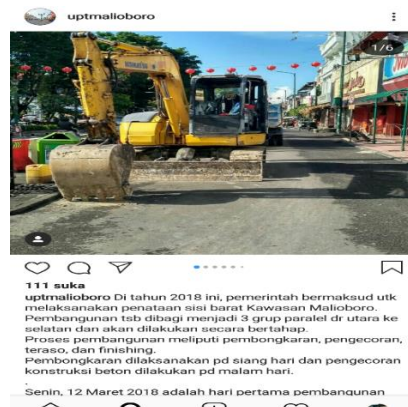 uptmalioboro
1/6
KOMATSU
111 suka
uptmalioboro Di tahun 2018 ini, pemerintah bermaksud utk
melaksanakan penataan sisi barat Kawasan Malioboro.
Pembangunan tsb dibagi menjadi 3 grup paralel dr utara ke
selatan dan akan dilakukan secara bertahap.
Proses pembangunan meliputi pembongkaran, pengecoran,
teraso, dan finishing.
Pembongkaran dilaksanakan pd siang hari dan pengecoran
konstruksi beton dilakukan pd malam hari.
.
Senin, 12 Maret 2018 adalah hari pertama pembangunan